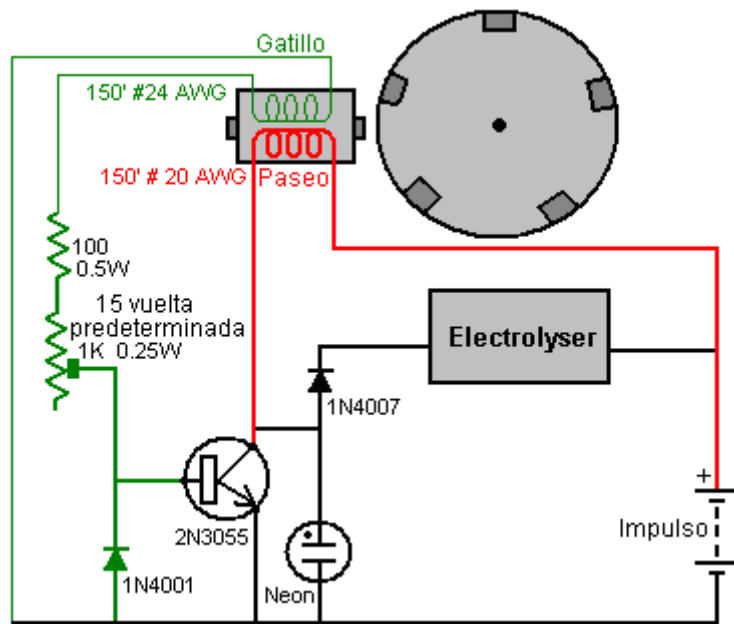 Gatillo
150' #24 AWG
150' # 20 AWG Paseo
100
0.5W
15 vuelta
predeterminada
1K 0.25W
Electrolyser
1N4007
+
2N3055
Impulso
1N4001
Neon